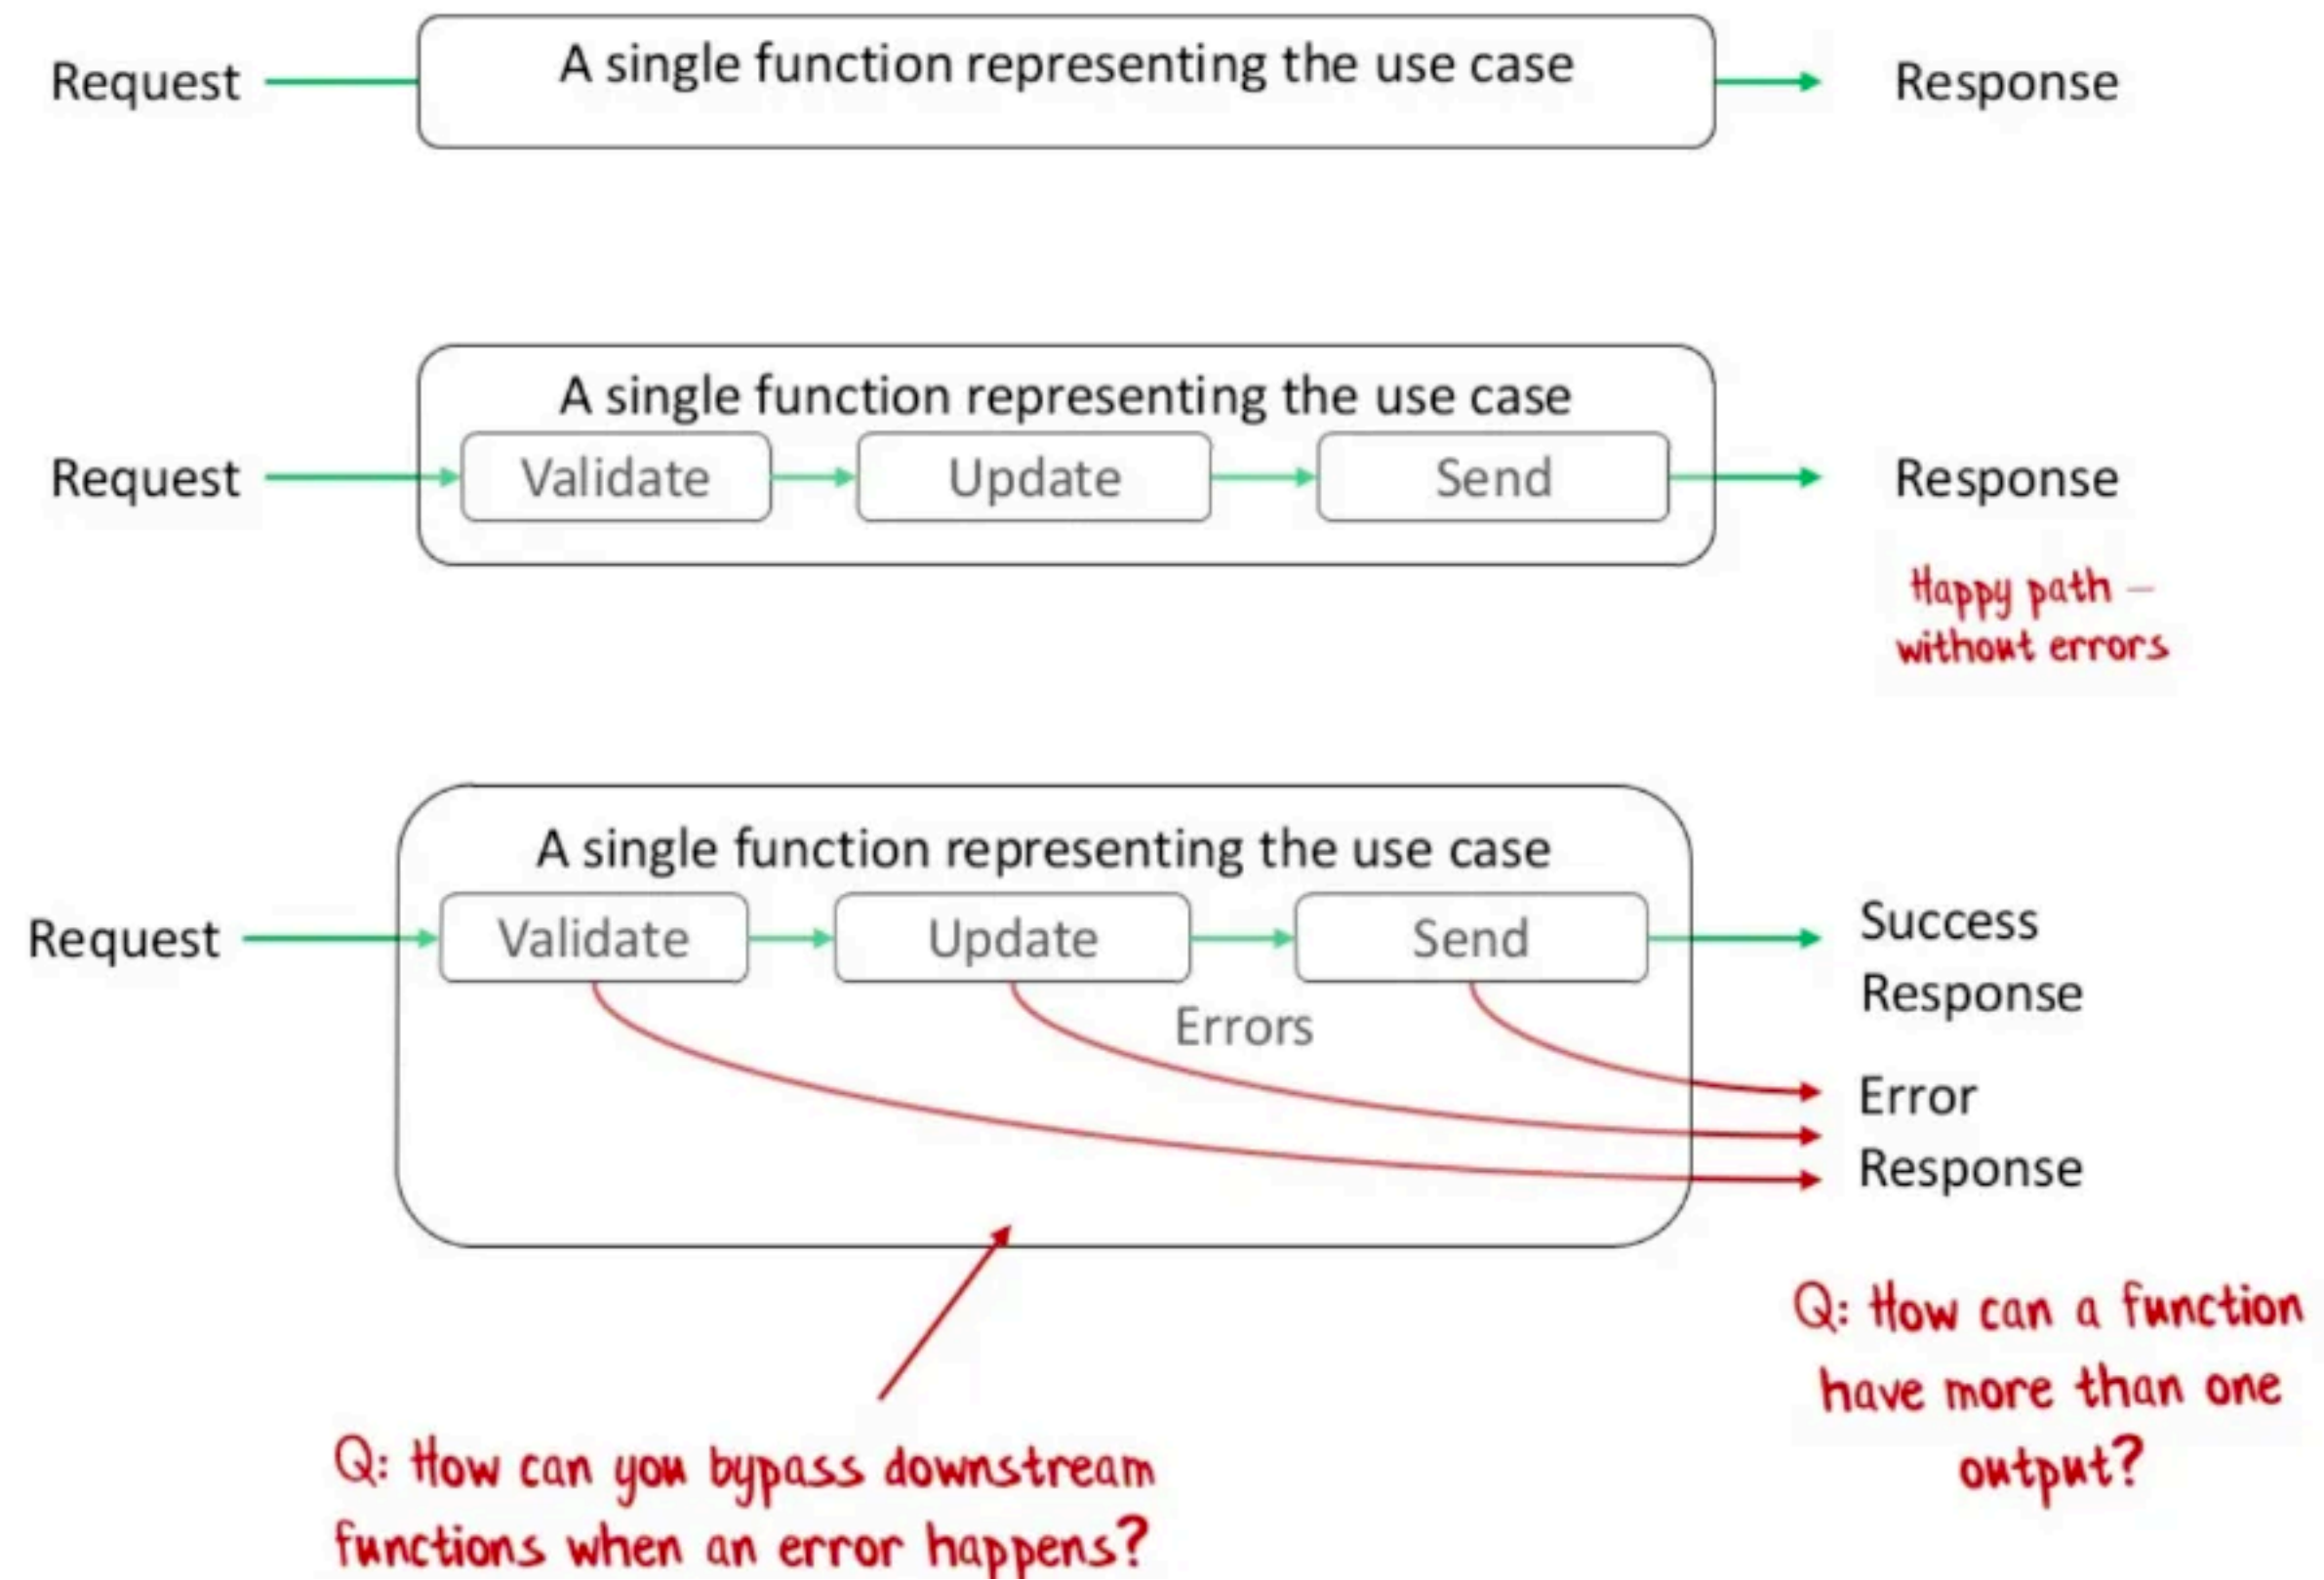 Request
A single function representing the use case
Response
A single function representing the use case
Request
Validate
Update
Send
Response
Happy path –
without errors
A single function representing the use case
Request
Validate
Update
Send
Success
Response
Errors
Error
Response
Q: How can you bypass downstream
functions when an error happens?
Q: How can a function
have more than one
output?